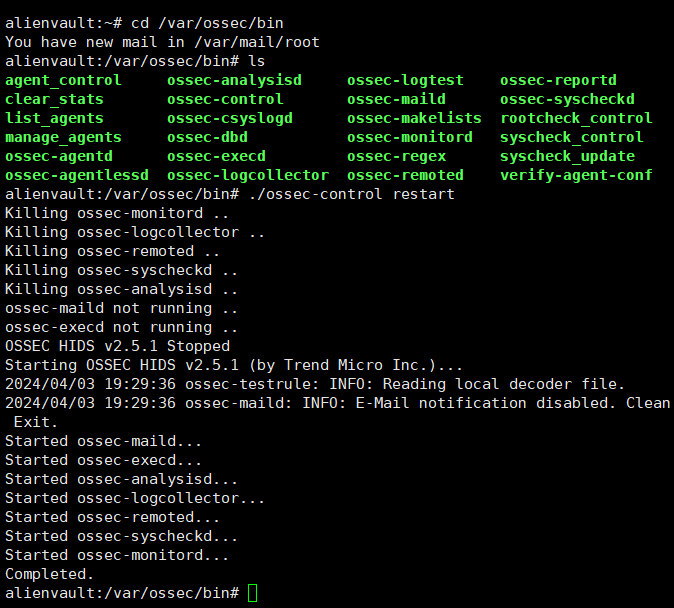 alienvault:~# cd /var/ossec/bin
You have new mail in /var/mail/root
alienvault:/var/ossec/bin# ls
agent_control     ossec-analysisd     ossec-logtest    ossec-reportd
clear_stats       ossec-control       ossec-maild      ossec-syscheckd
list_agents       ossec-csyslogd      ossec-makelists  rootcheck_control
manage_agents     ossec-dbd           ossec-monitord   syscheck_control
ossec-agentd      ossec-execd         ossec-regex      syscheck_update
ossec-agentlessd  ossec-logcollector  ossec-remoted    verify-agent-conf
alienvault:/var/ossec/bin# ./ossec-control restart
Killing ossec-monitord ..
Killing ossec-logcollector ..
Killing ossec-remoted ..
Killing ossec-syscheckd ..
Killing ossec-analysisd ..
ossec-maild not running ..
ossec-execd not running ..
OSSEC HIDS v2.5.1 Stopped
Starting OSSEC HIDS v2.5.1 (by Trend Micro Inc.)...
2024/04/03 19:29:36 ossec-testrule: INFO: Reading local decoder file.
2024/04/03 19:29:36 ossec-maild: INFO: E-Mail notification disabled. Clean
 Exit.
Started ossec-maild...
Started ossec-execd...
Started ossec-analysisd...
Started ossec-logcollector...
Started ossec-remoted...
Started ossec-syscheckd...
Started ossec-monitord...
Completed.
alienvault:/var/ossec/bin#